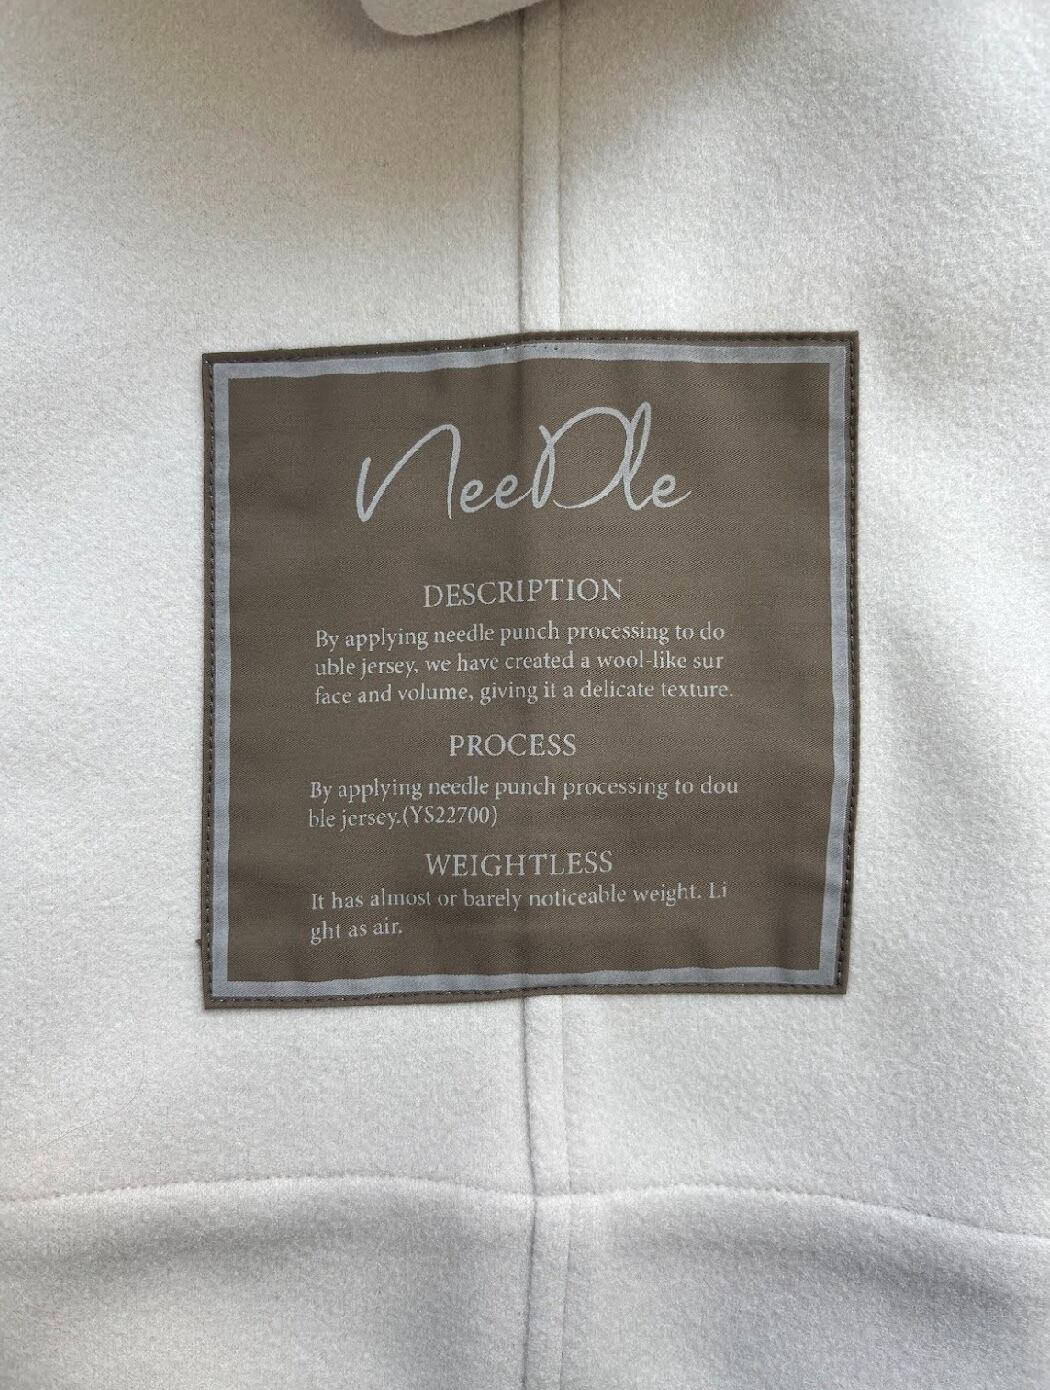 NeeDle
DESCRIPTION
By applying needle punch processing to do
uble jersey, we have created a wool-like sur
face and volume, giving it a delicate texture.
PROCESS
By applying needle punch processing to dou
ble jersey.(YS22700)
WEIGHTLESS
It has almost or barely noticeable weight. Li
ght as air.